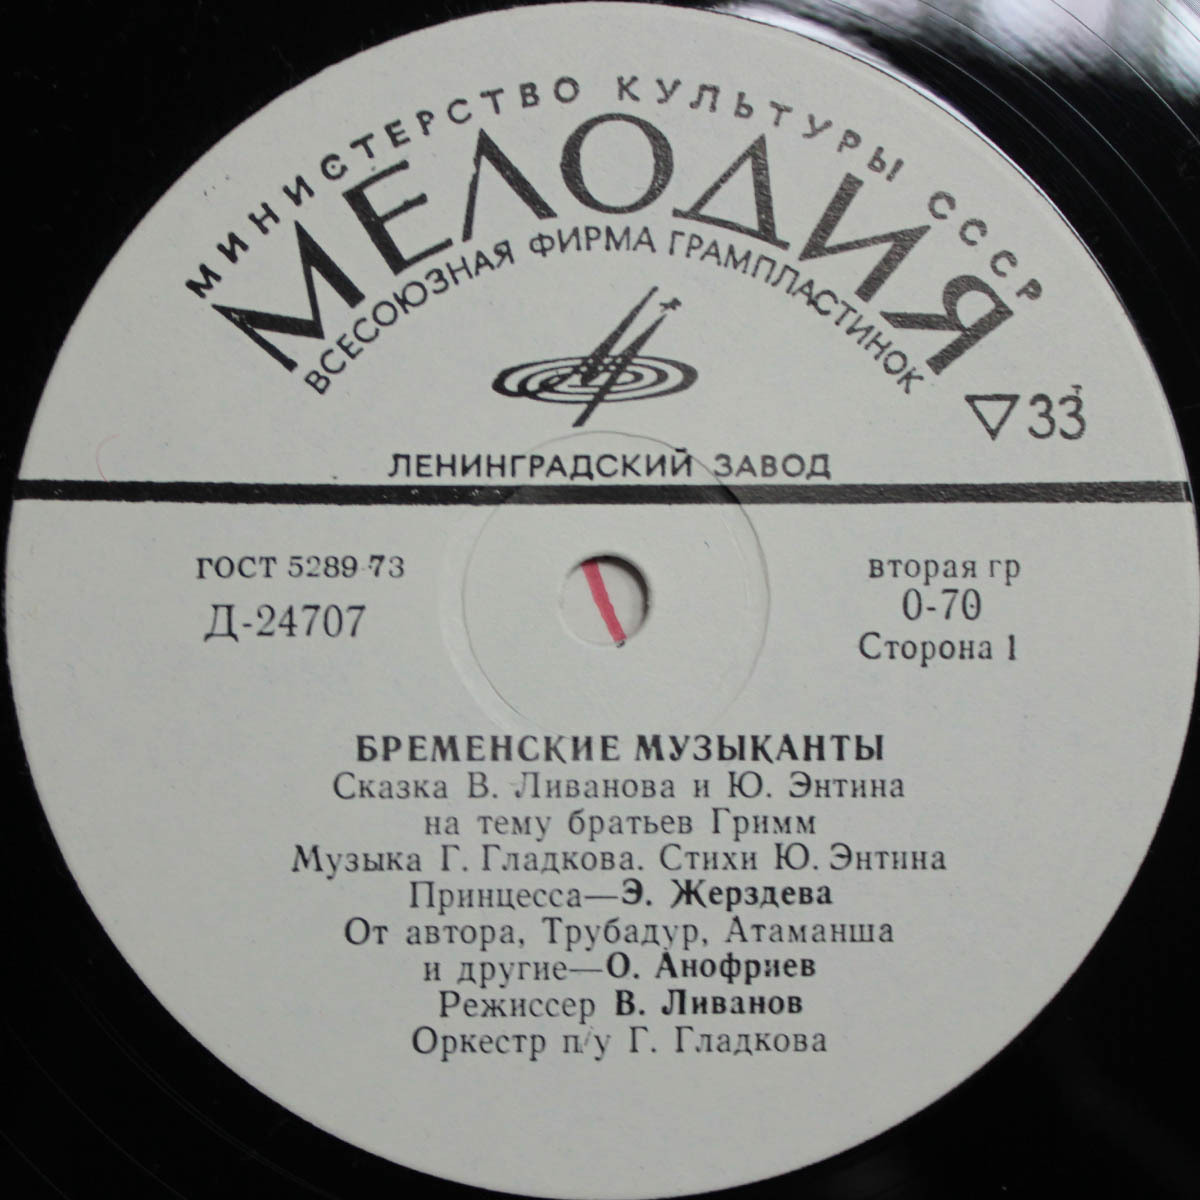 МИНИСТЕРСТВО КУЛЬТУРЫ СССР
МЕЛОДИЯ
ВСЕСОЮЗНАЯ ФИРМА ГРАМПЛАСТИНОК
▽ 33
ЛЕНИНГРАДСКИЙ ЗАВОД
ГОСТ 5289-73
Д-24707
вторая гр
0-70
Сторона 1
БРЕМЕНСКИЕ МУЗЫКАНТЫ
Сказка В. Ливанова и Ю. Энтина
на тему братьев Гримм
Музыка Г. Гладкова. Стихи Ю. Энтина
Принцесса—Э. Жерздева
От автора, Трубадур, Атаманша
и другие—О. Анофриев
Режиссер В. Ливанов
Оркестр п/у Г. Гладкова